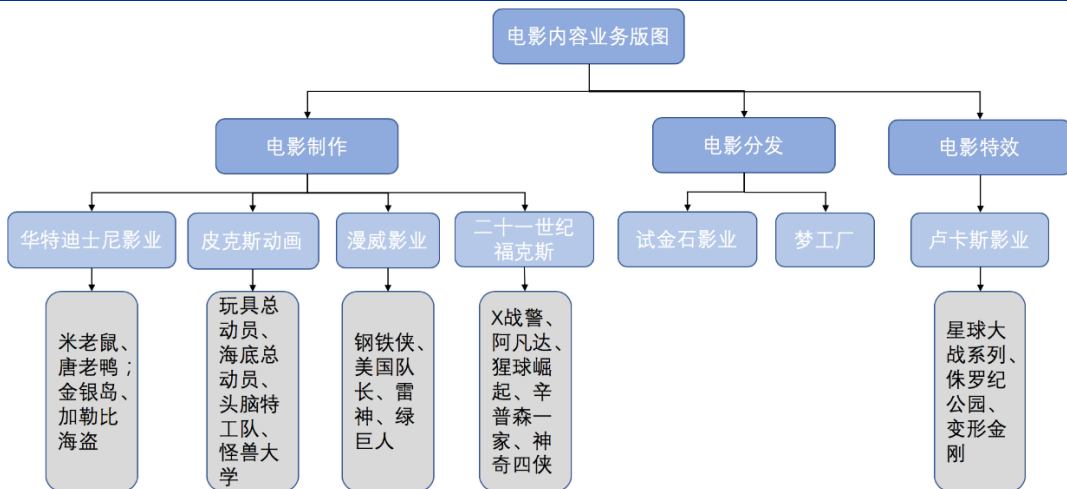 电影内容业务版图
电影制作
电影分发
电影特效
华特迪士尼影业
皮克斯动画
漫威影业
二十一世纪
福克斯
试金石影业
梦工厂
卢卡斯影业
米老鼠、
唐老鸭；
金银岛、
加勒比
海盗
玩具总
动员、
海底总
动员、
头脑特
工队、
怪兽大
学
钢铁侠、
美国队
长、雷
神、绿
巨人
X战警、
阿凡达、
猩球崛
起、辛
普森一
家、神
奇四侠
星球大
战系列、
侏罗纪
公园、
变形金
刚